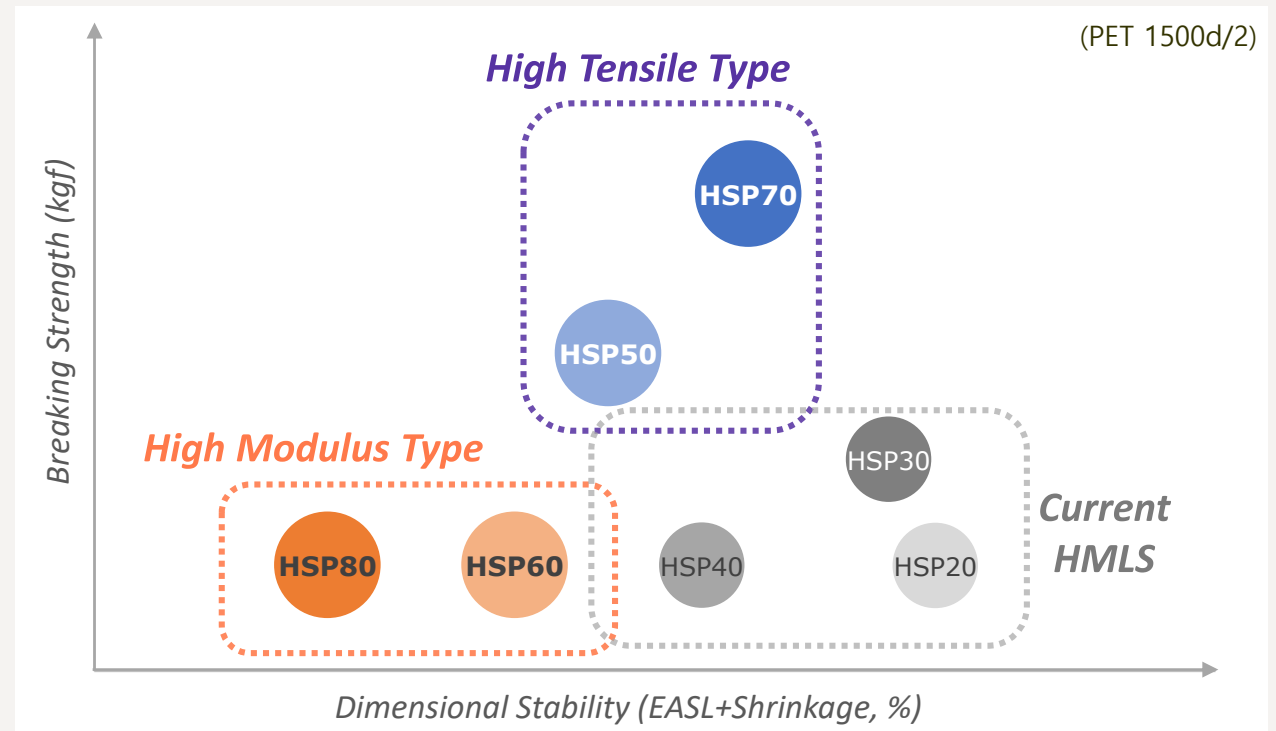 (PET 1500d/2)
High Tensile Type
HSP70
Breaking Strength (kgf)
HSP50
High Modulus Type
HSP30
Current
HMLS
HSP80
HSP60
HSP40
HSP20
Dimensional Stability (EASL+Shrinkage, %)